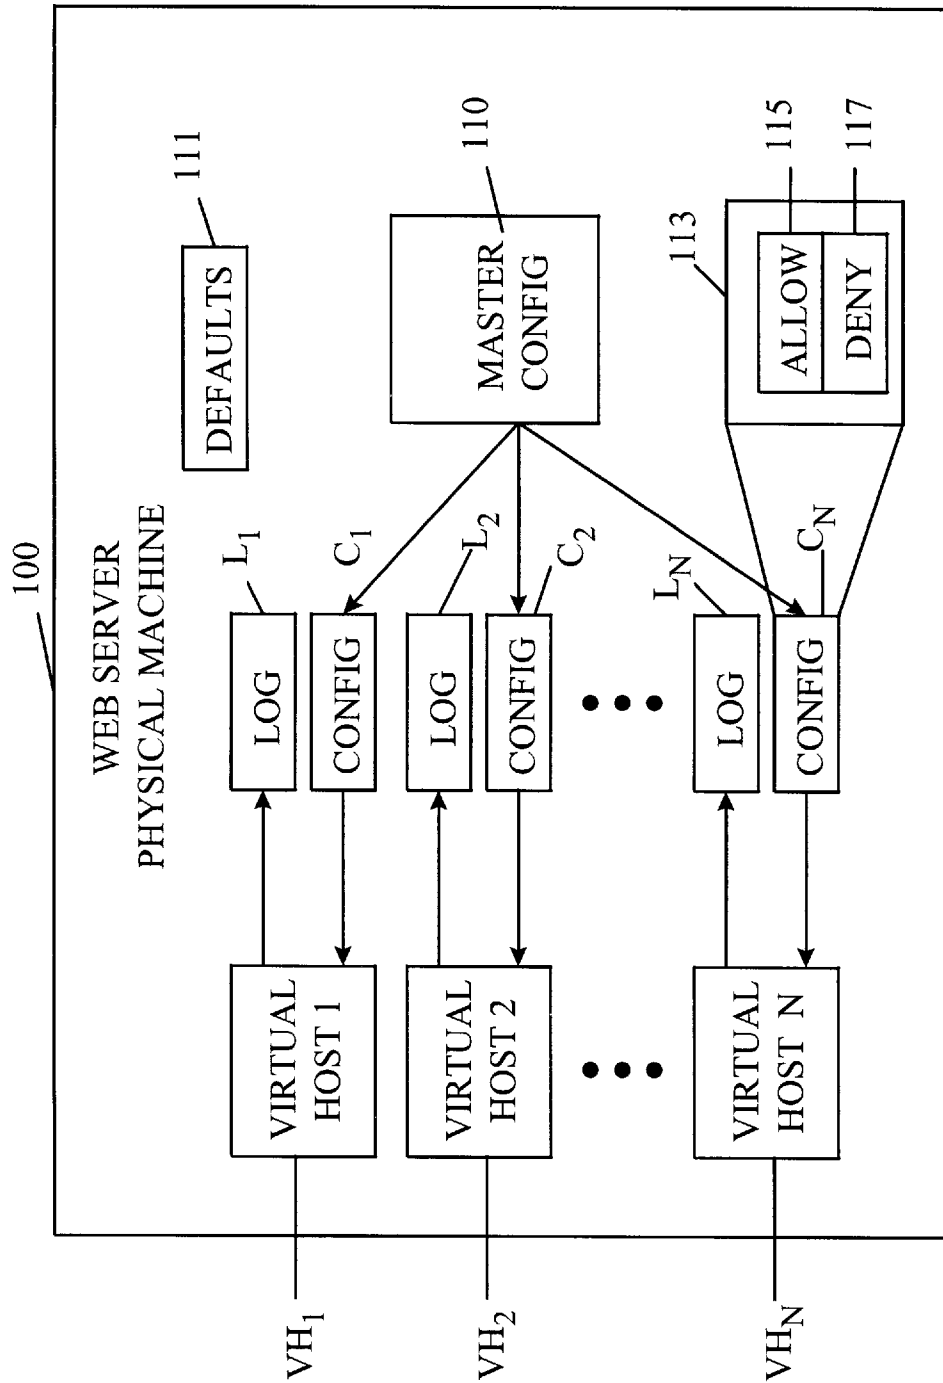 100
WEB SERVER
PHYSICAL MACHINE
111
DEFAULTS
L1
LOG
C1
CONFIG
VIRTUAL
HOST 1
VH1
110
MASTER
CONFIG
L2
LOG
C2
CONFIG
VIRTUAL
HOST 2
VH2
LN
LOG
CN
CONFIG
VIRTUAL
HOST N
VHN
113
115
ALLOW
117
DENY